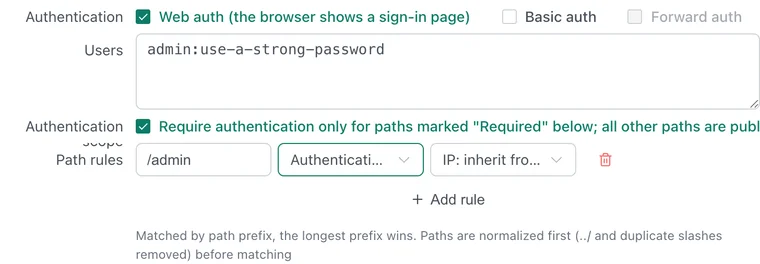 Authentication Web auth (the browser shows a sign-in page) Basic auth Forward auth
Users admin:use-a-strong-password
Authentication scope Require authentication only for paths marked "Required" below; all other paths are publ
Path rules /admin Authenticati... IP: inherit fro...
+ Add rule
Matched by path prefix, the longest prefix wins. Paths are normalized first (../ and duplicate slashes
removed) before matching